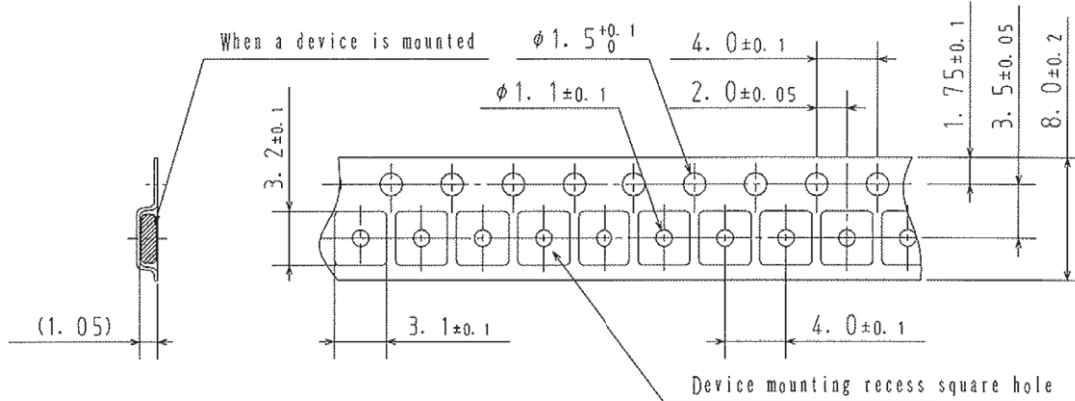 When a device is mounted
φ1.5+0.1 0
4.0±0.1
φ1.1±0.1
2.0±0.05
1.75±0.1
3.5±0.05
8.0±0.2
3.2±0.1
(1.05)
3.1±0.1
4.0±0.1
Device mounting recess square hole